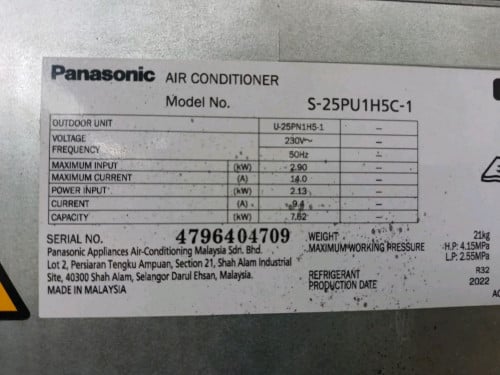 Panasonic AIR CONDITIONER
Model No. S-25PU1H5C-1
OUTDOOR UNIT U-25PN1H5-1 –
VOLTAGE 230V~ –
FREQUENCY 50Hz –
MAXIMUM INPUT (kW) 2.90 –
MAXIMUM CURRENT (A) 14.0 –
POWER INPUT (kW) 2.13 –
CURRENT (A) 9.4 –
CAPACITY (kW) 7.62 –
SERIAL NO. 4796404709
Panasonic Appliances Air-Conditioning Malaysia Sdn. Bhd.
Lot 2, Persiaran Tengku Ampuan, Section 21, Shah Alam Industrial
Site, 40300 Shah Alam, Selangor Darul Ehsan, Malaysia.
MADE IN MALAYSIA
WEIGHT 21kg
MAXIMUM WORKING PRESSURE H.P: 4.15MPa
L.P: 2.55MPa
REFRIGERANT R32
PRODUCTION DATE 2022